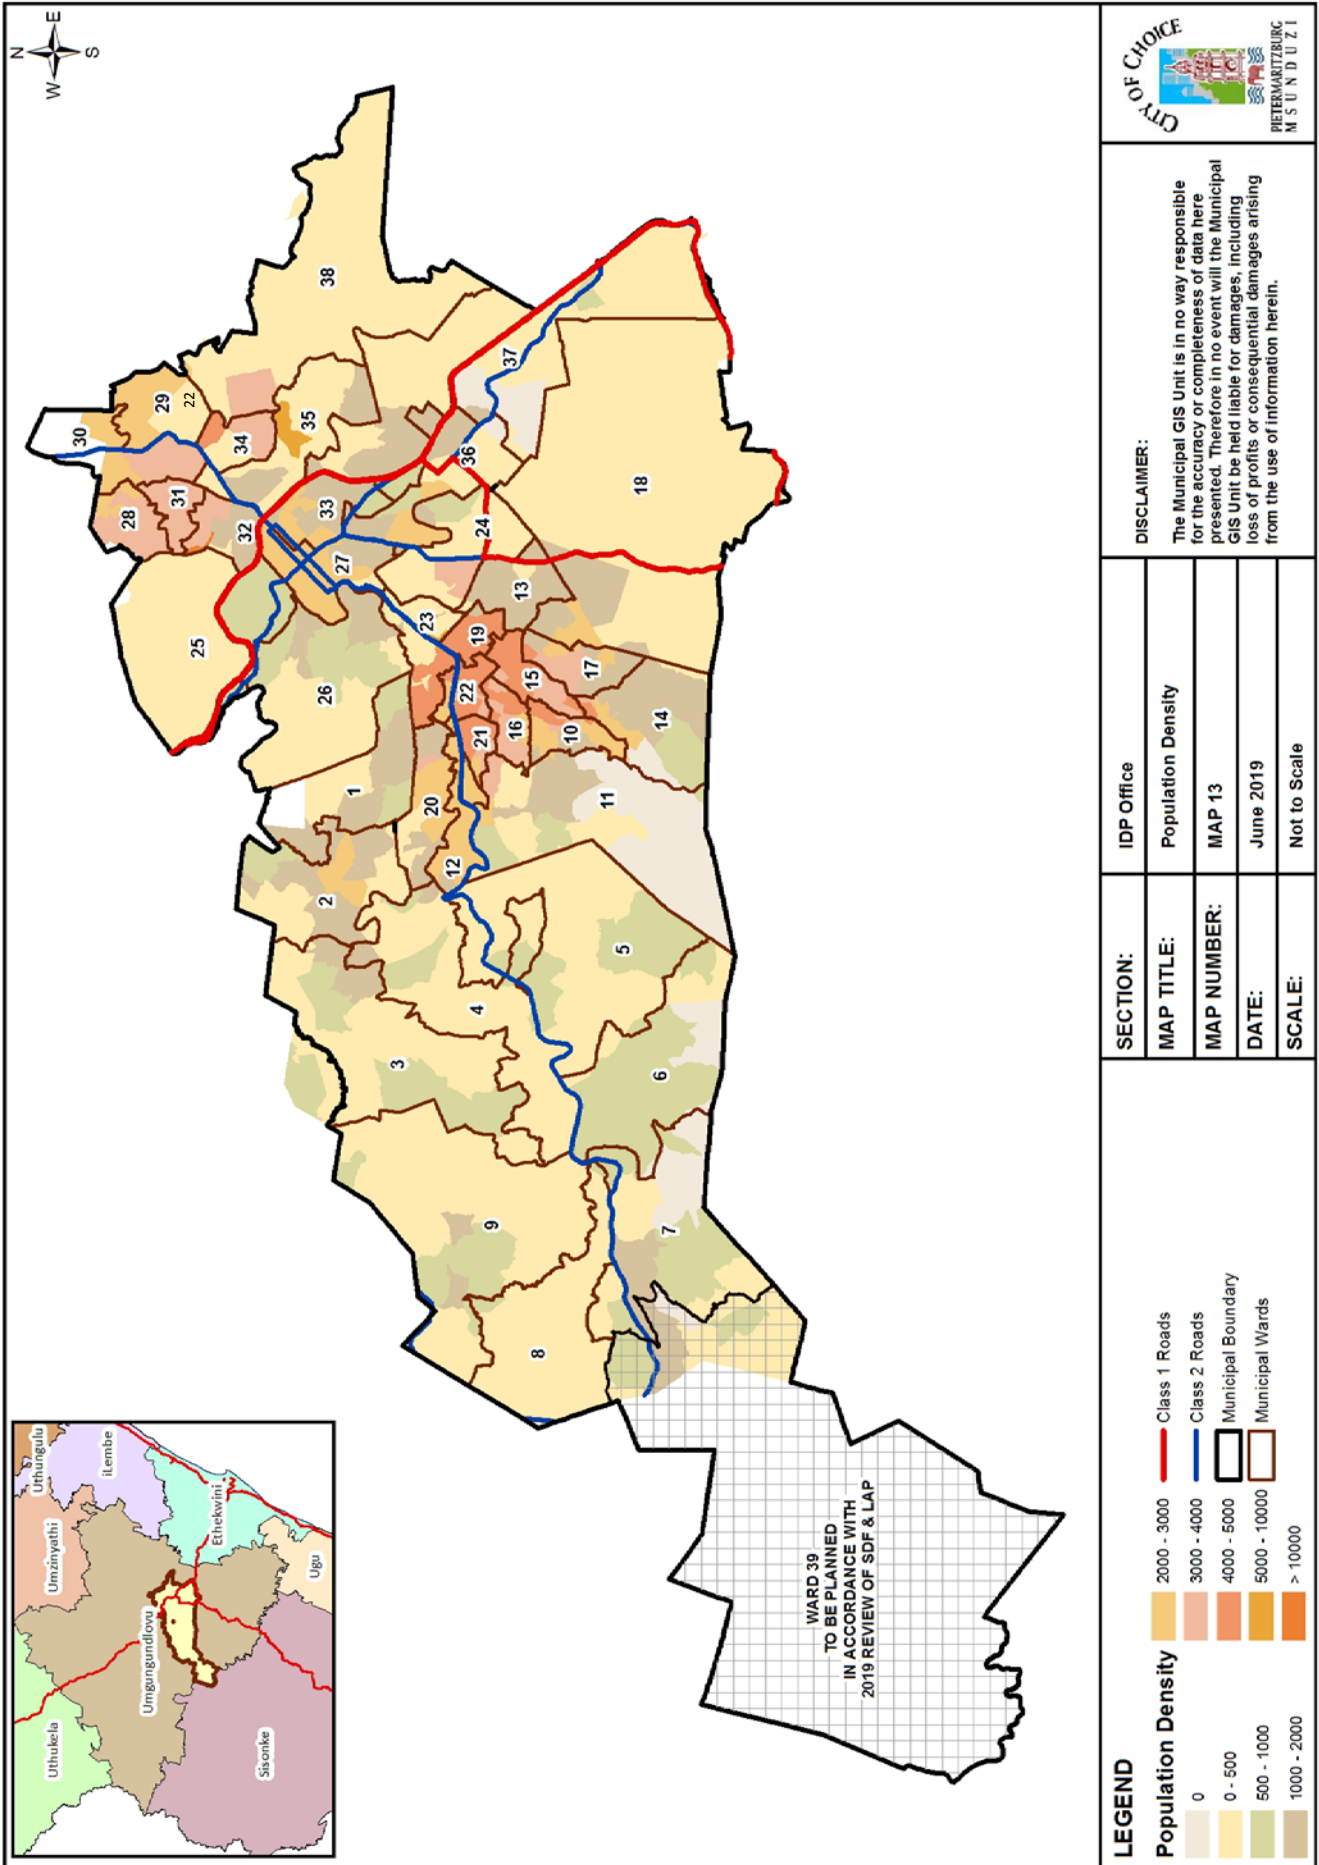 N
W
E
S
Uthukela
Umzinyathi
Uthungulu
iLembe
Umgungundlovu
Ethekwini
Sisonke
Ugu
30
29
22
28
31
34
35
38
32
33
25
27
37
36
26
24
18
23
13
19
1
22
15
17
2
20
21
16
10
14
12
11
3
4
5
6
9
7
8
WARD 39
TO BE PLANNED
IN ACCORDANCE WITH
2019 REVIEW OF SDF & LAP
LEGEND
Population Density
0
0 - 500
500 - 1000
1000 - 2000
2000 - 3000
3000 - 4000
4000 - 5000
5000 - 10000
> 10000
Class 1 Roads
Class 2 Roads
Municipal Boundary
Municipal Wards
SECTION:
IDP Office
MAP TITLE:
Population Density
MAP NUMBER:
MAP 13
DATE:
June 2019
SCALE:
Not to Scale
DISCLAIMER:
The Municipal GIS Unit is in no way responsible
for the accuracy or completeness of data here
presented. Therefore in no event will the Municipal
GIS Unit be held liable for damages, including
loss of profits or consequential damages arising
from the use of information herein.
CITY OF CHOICE
PIETERMARITZBURG
MSUNDUZI